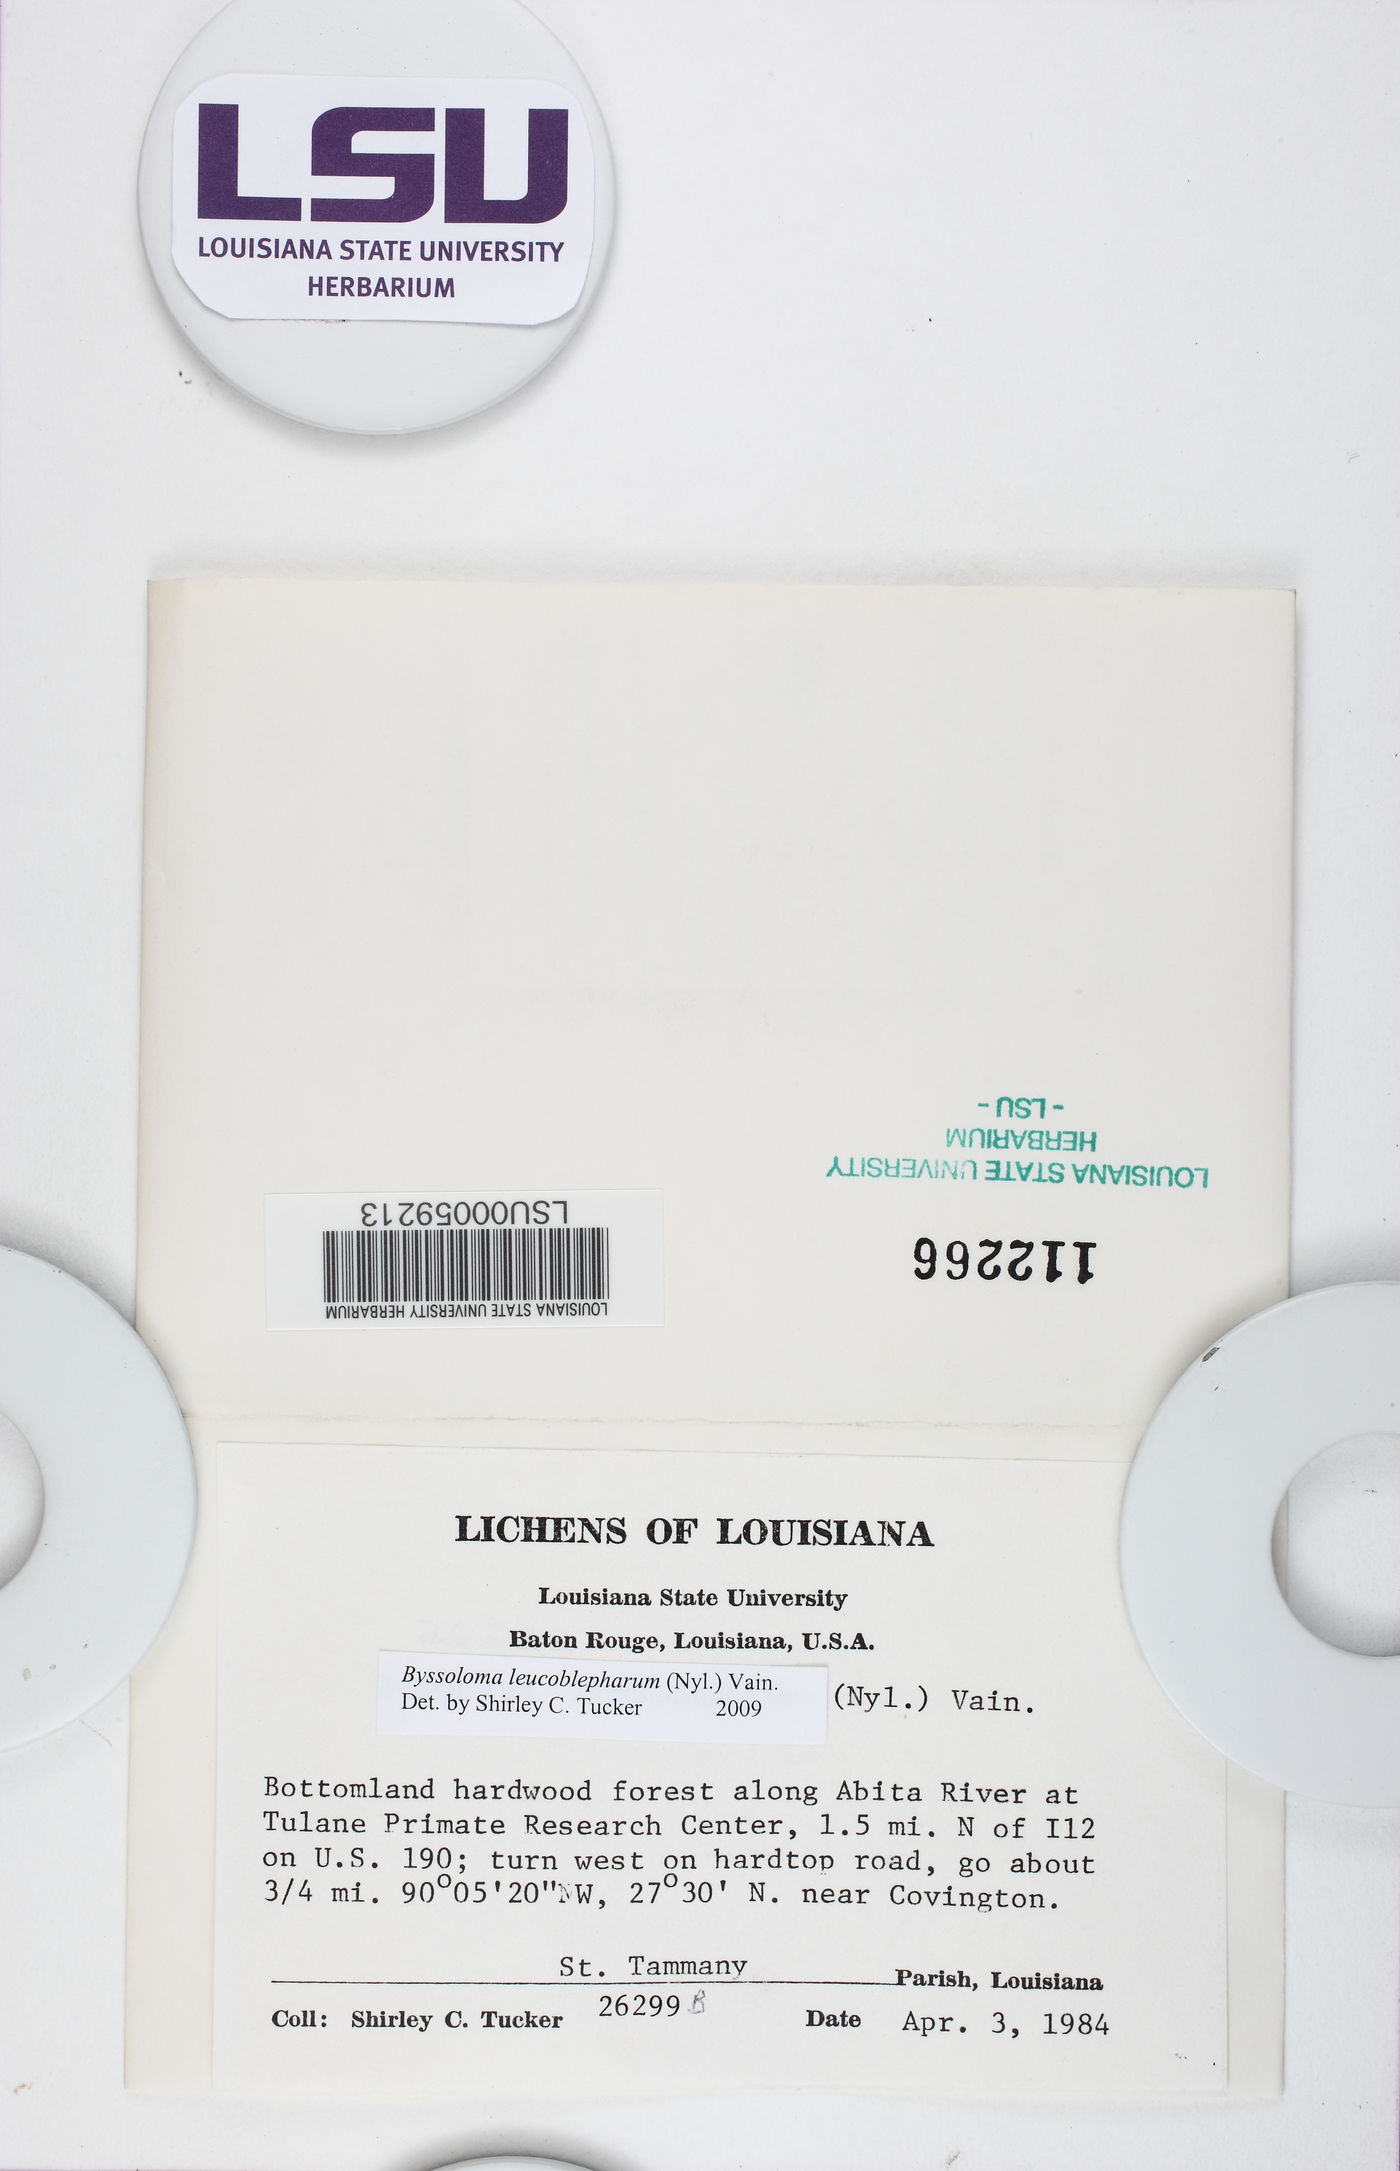 LSU
LOUISIANA STATE UNIVERSITY
HERBARIUM
- LSU -
HERBARIUM
LOUISIANA STATE UNIVERSITY
112266
LSU00059213
LOUISIANA STATE UNIVERSITY HERBARIUM
LICHENS OF LOUISIANA
Louisiana State University
Baton Rouge, Louisiana, U.S.A.
Byssoloma leucoblepharum (Nyl.) Vain.
Det. by Shirley C. Tucker 2009
(Nyl.) Vain.
Bottomland hardwood forest along Abita River at
Tulane Primate Research Center, 1.5 mi. N of I12
on U.S. 190; turn west on hardtop road, go about
3/4 mi. 90°05'20"NW, 27°30' N. near Covington.
St. Tammany Parish, Louisiana
Coll: Shirley C. Tucker 26299 B Date Apr. 3, 1984